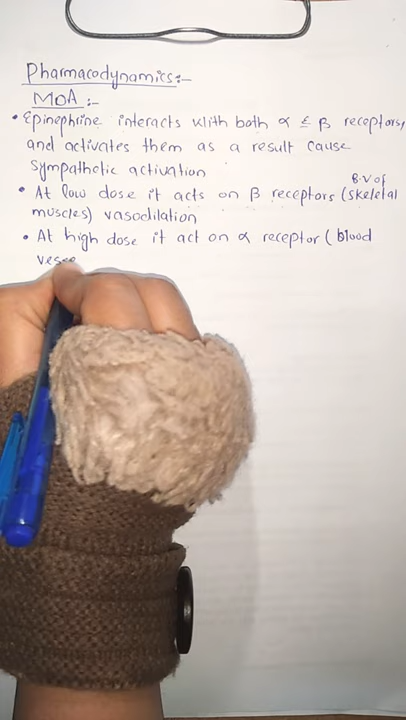 Pharmacodynamics:-
MOA :-
• Epinephrine interacts with both α & β receptors,
and activates them as a result cause
sympathetic activation
B.V of
• At low dose it acts on β receptors (skeletal
muscles) vasodilation
• At high dose it act on α receptor (blood
vesse